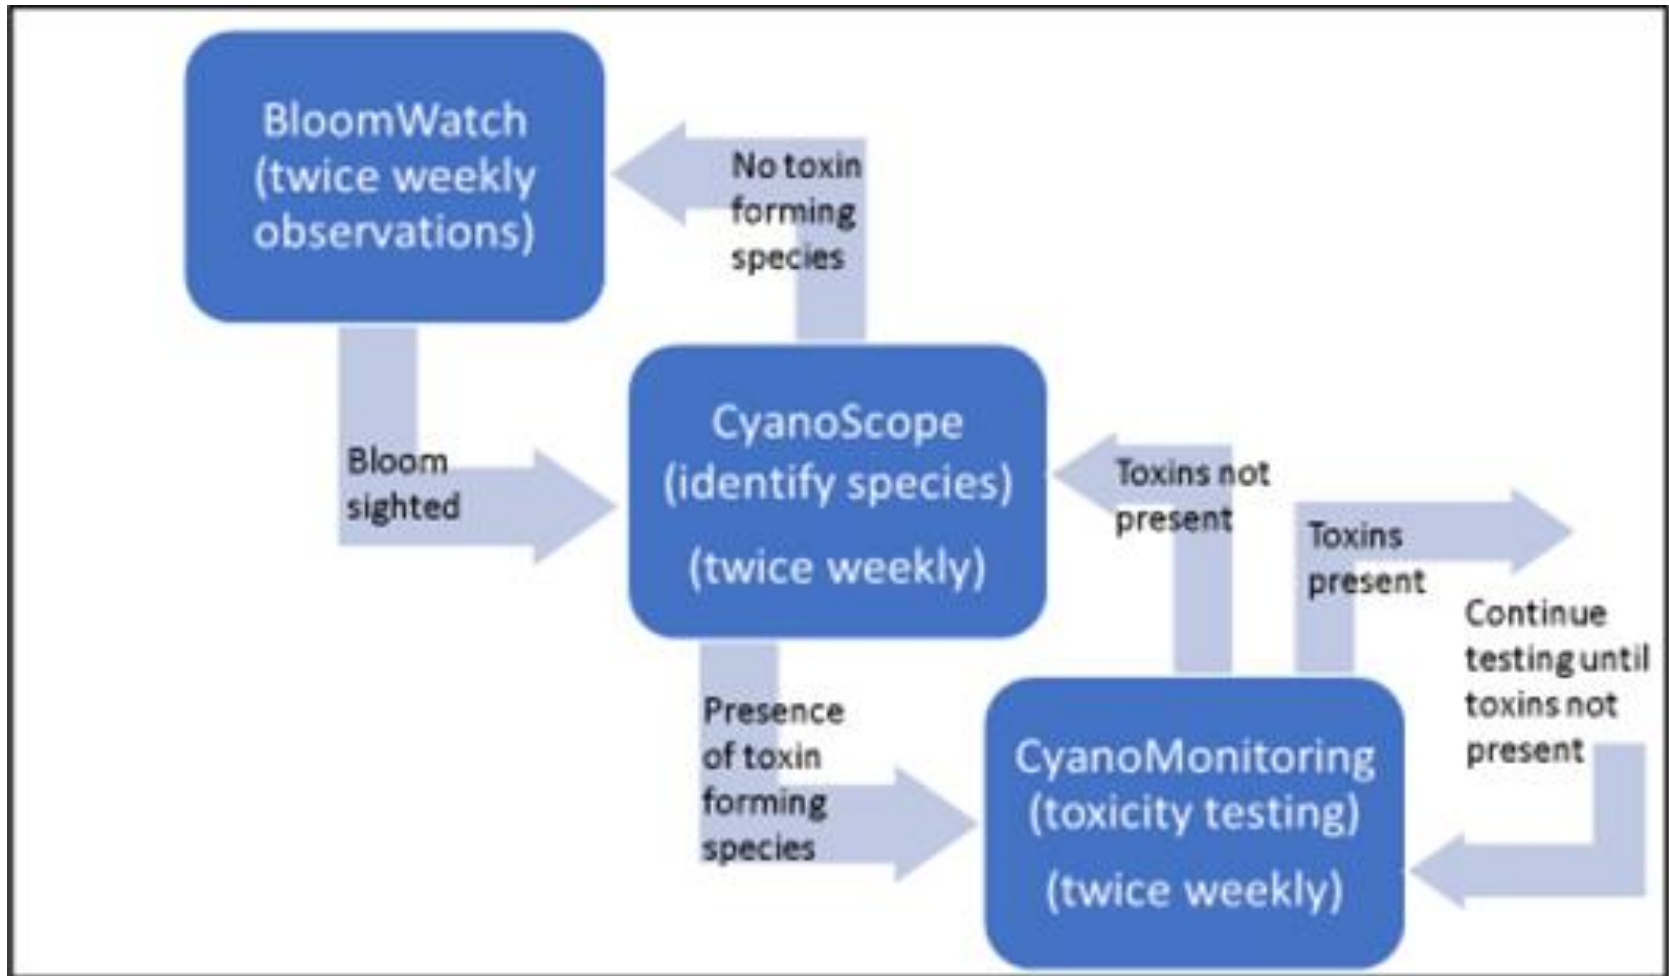 BloomWatch
(twice weekly
observations)
No toxin
forming
species
Bloom
sighted
CyanoScope
(identify species)
(twice weekly)
Toxins not
present
Toxins
present
Continue
testing until
toxins not
present
Presence
of toxin
forming
species
CyanoMonitoring
(toxicity testing)
(twice weekly)